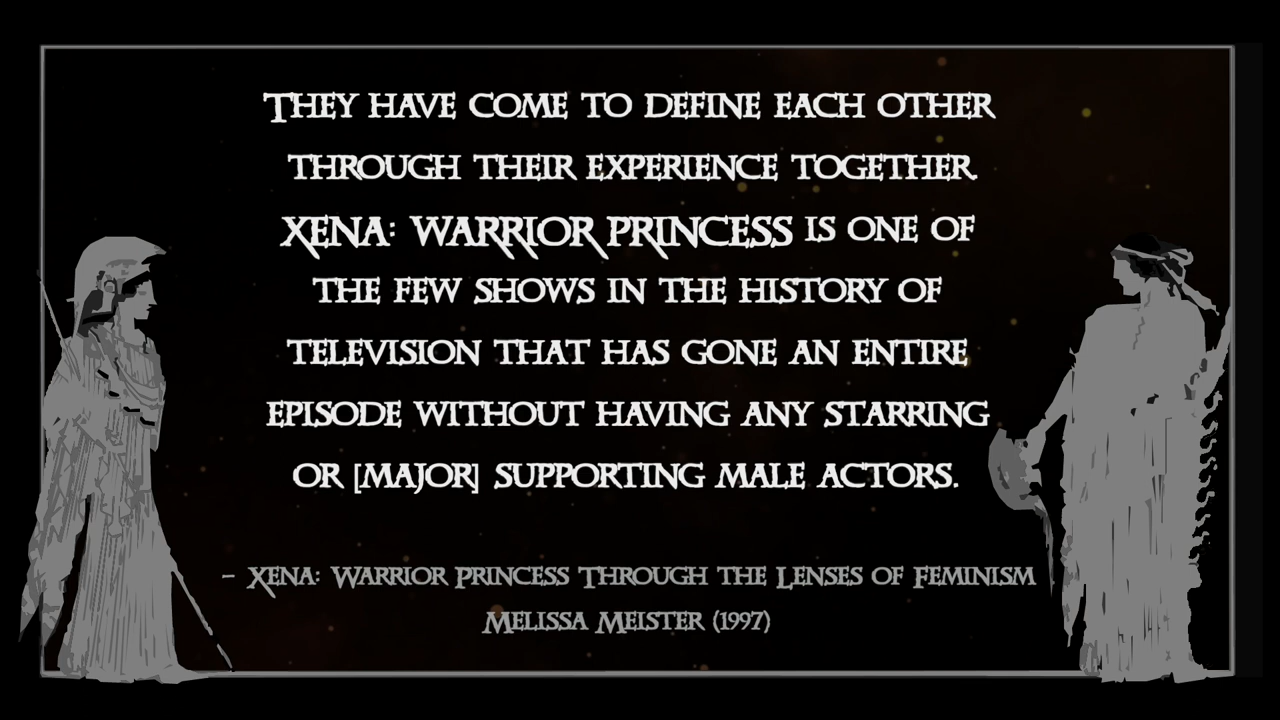 They have come to define each other
through their experience together.
Xena: Warrior Princess is one of
the few shows in the history of
television that has gone an entire
episode without having any starring
or [major] supporting male actors.
- Xena: Warrior Princess Through the Lenses of Feminism
Melissa Meister (1997)